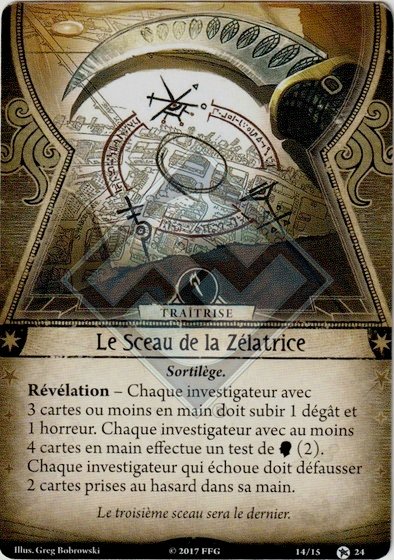 TRAÎTRISE
Le Sceau de la Zélatrice
Sortilège.
Révélation – Chaque investigateur avec
3 cartes ou moins en main doit subir 1 dégât et
1 horreur. Chaque investigateur avec au moins
4 cartes en main effectue un test de (2).
Chaque investigateur qui échoue doit défausser
2 cartes prises au hasard dans sa main.
Le troisième sceau sera le dernier.
Illus. Greg Bobrowski © 2017 FFG 14/15 24